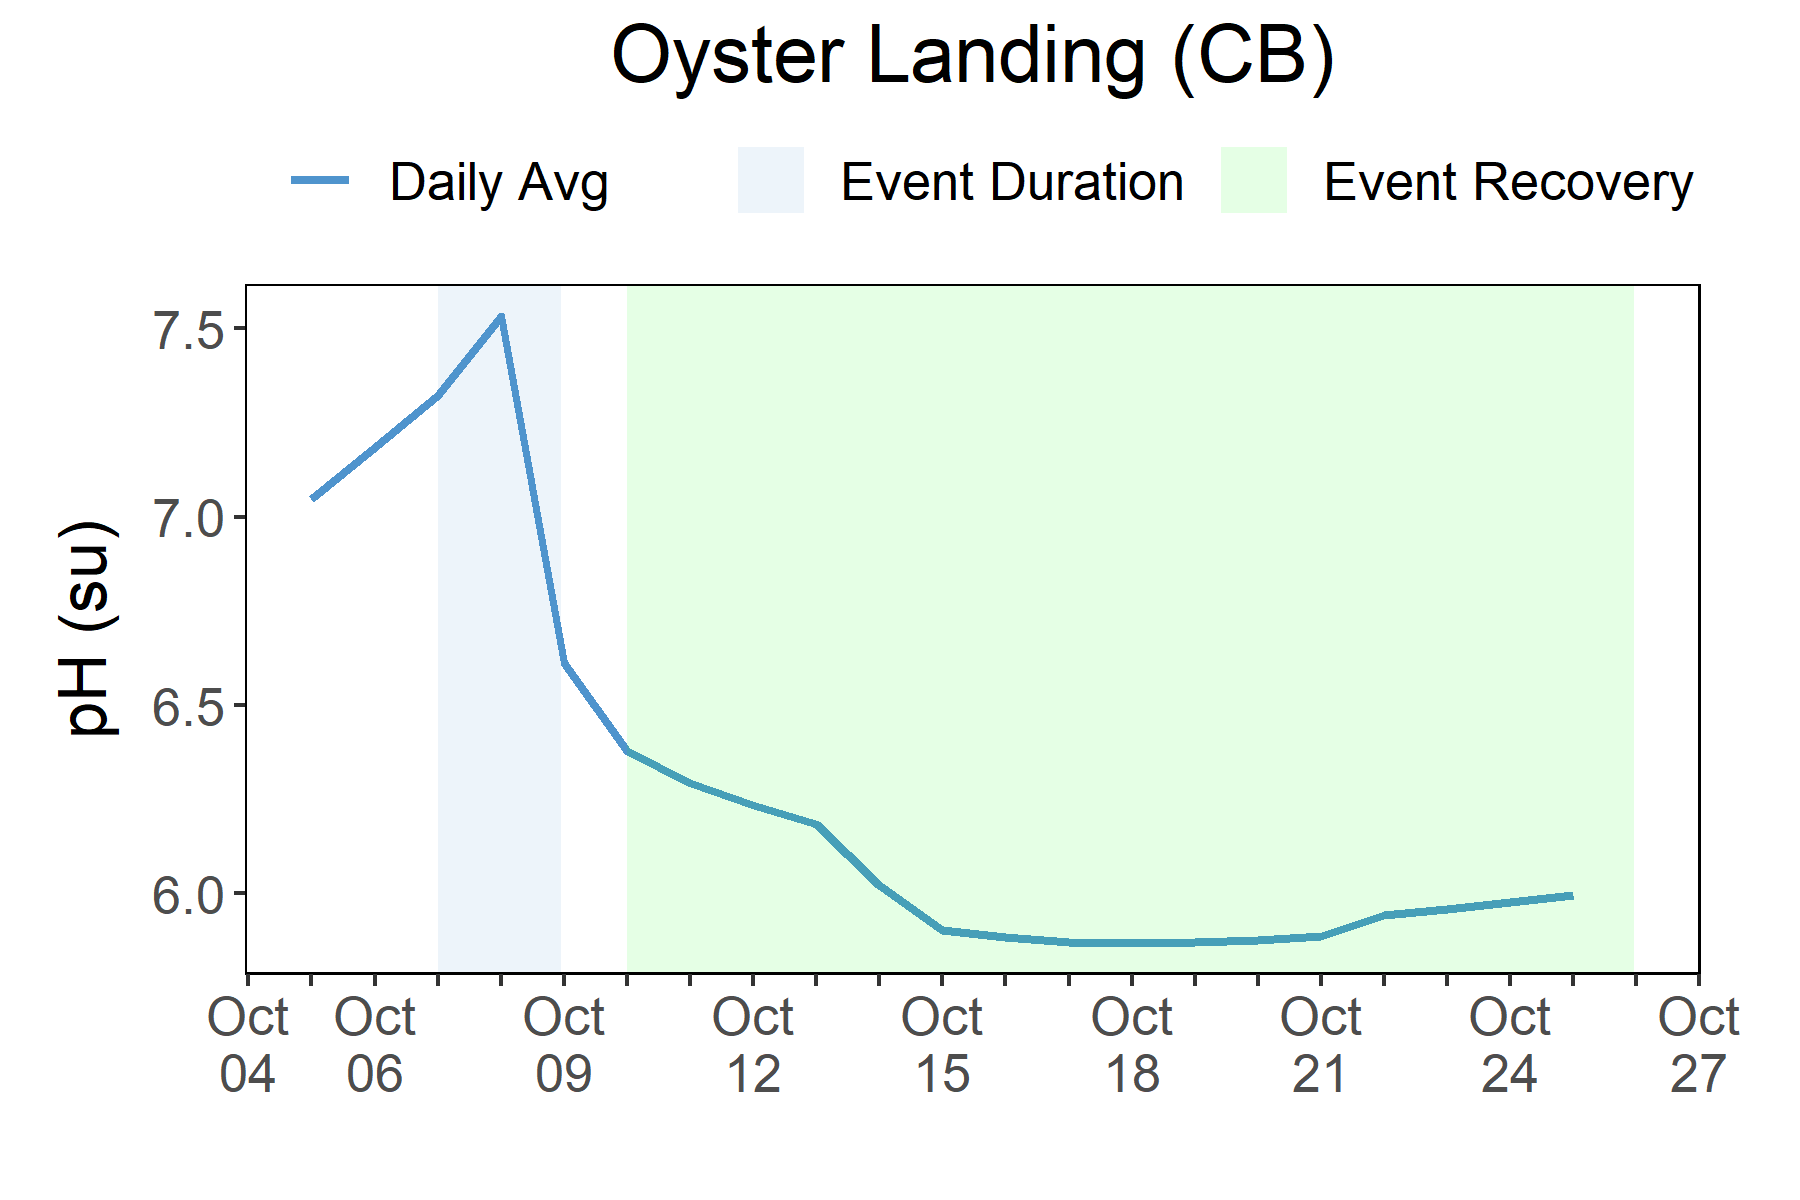 Oyster Landing (CB)
Daily Avg
Event Duration
Event Recovery
pH (su)
7.5
7.0
6.5
6.0
Oct
04
Oct
06
Oct
09
Oct
12
Oct
15
Oct
18
Oct
21
Oct
24
Oct
27